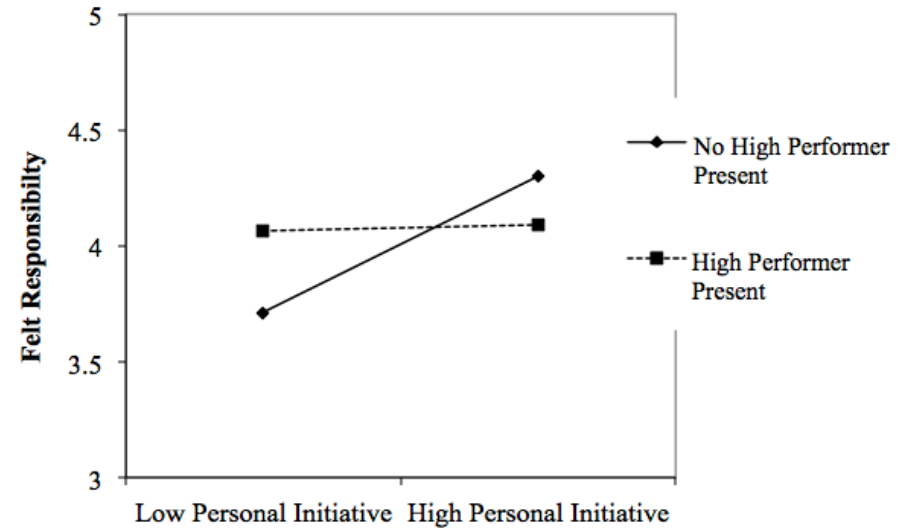 5
4.5
4
3.5
3
Felt Responsibilty
Low Personal Initiative High Personal Initiative
No High Performer
Present
High Performer
Present